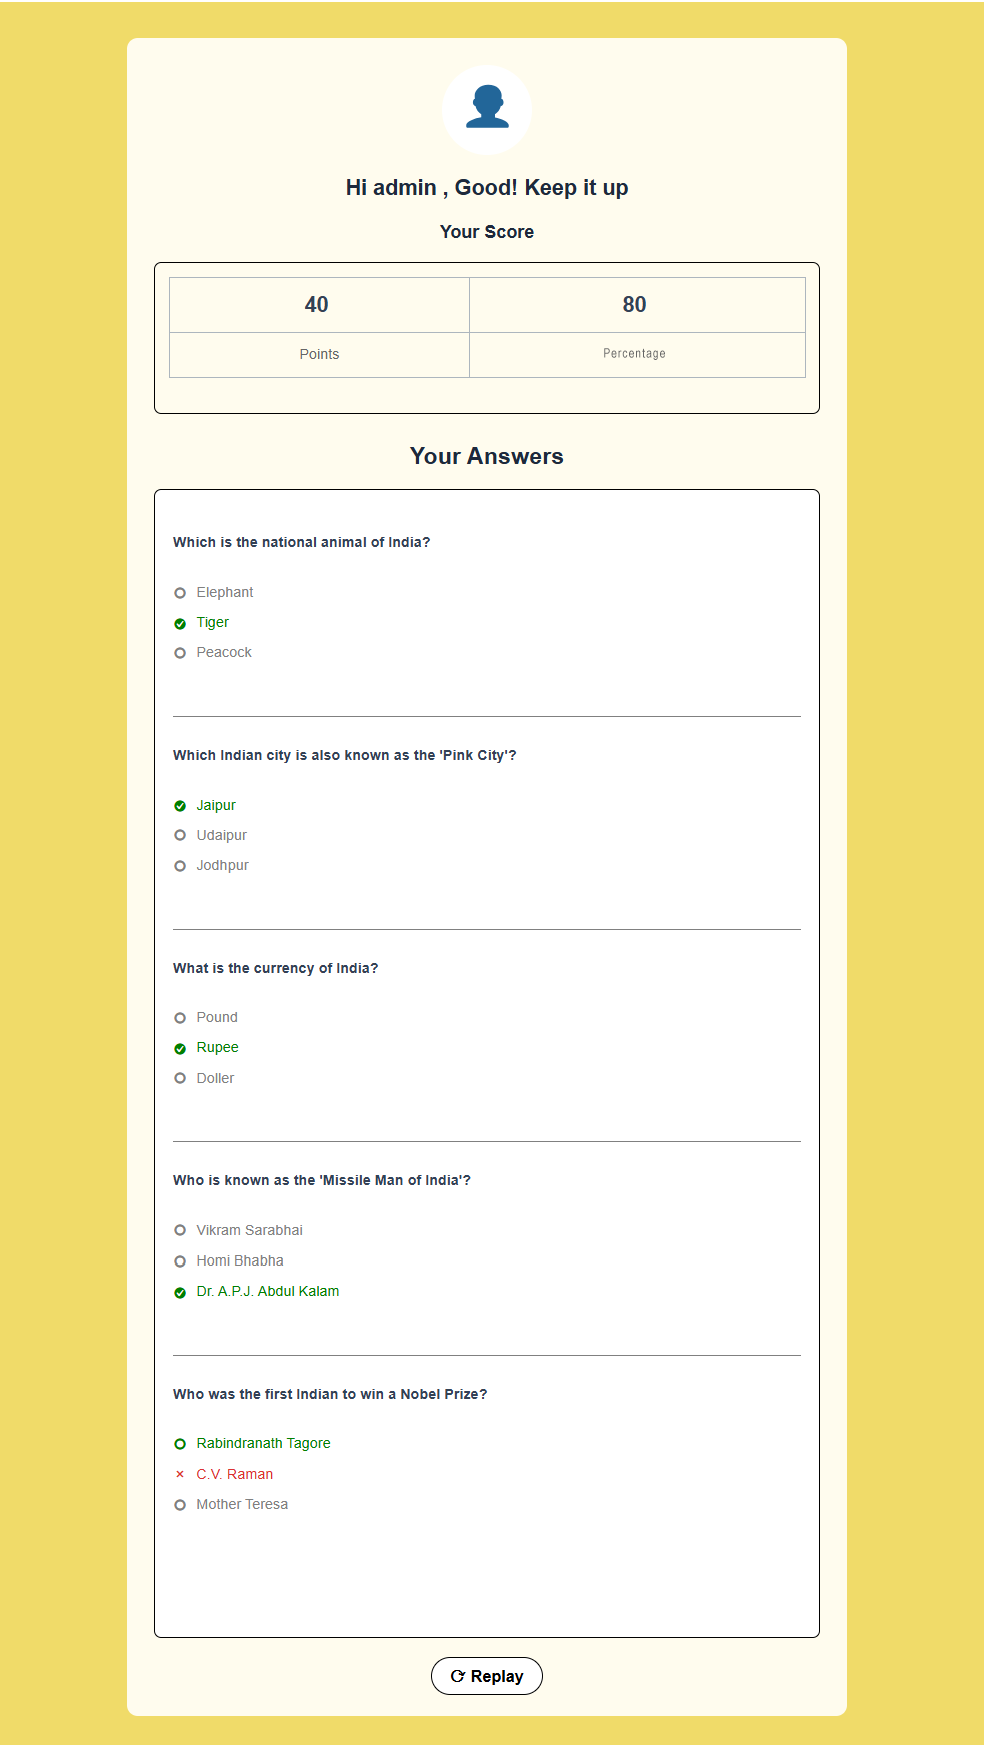 Hi admin , Good! Keep it up
Your Score
40 80
Points Percentage
Your Answers
Which is the national animal of India?
Elephant
Tiger
Peacock
Which Indian city is also known as the 'Pink City'?
Jaipur
Udaipur
Jodhpur
What is the currency of India?
Pound
Rupee
Doller
Who is known as the 'Missile Man of India'?
Vikram Sarabhai
Homi Bhabha
Dr. A.P.J. Abdul Kalam
Who was the first Indian to win a Nobel Prize?
Rabindranath Tagore
C.V. Raman
Mother Teresa
Replay